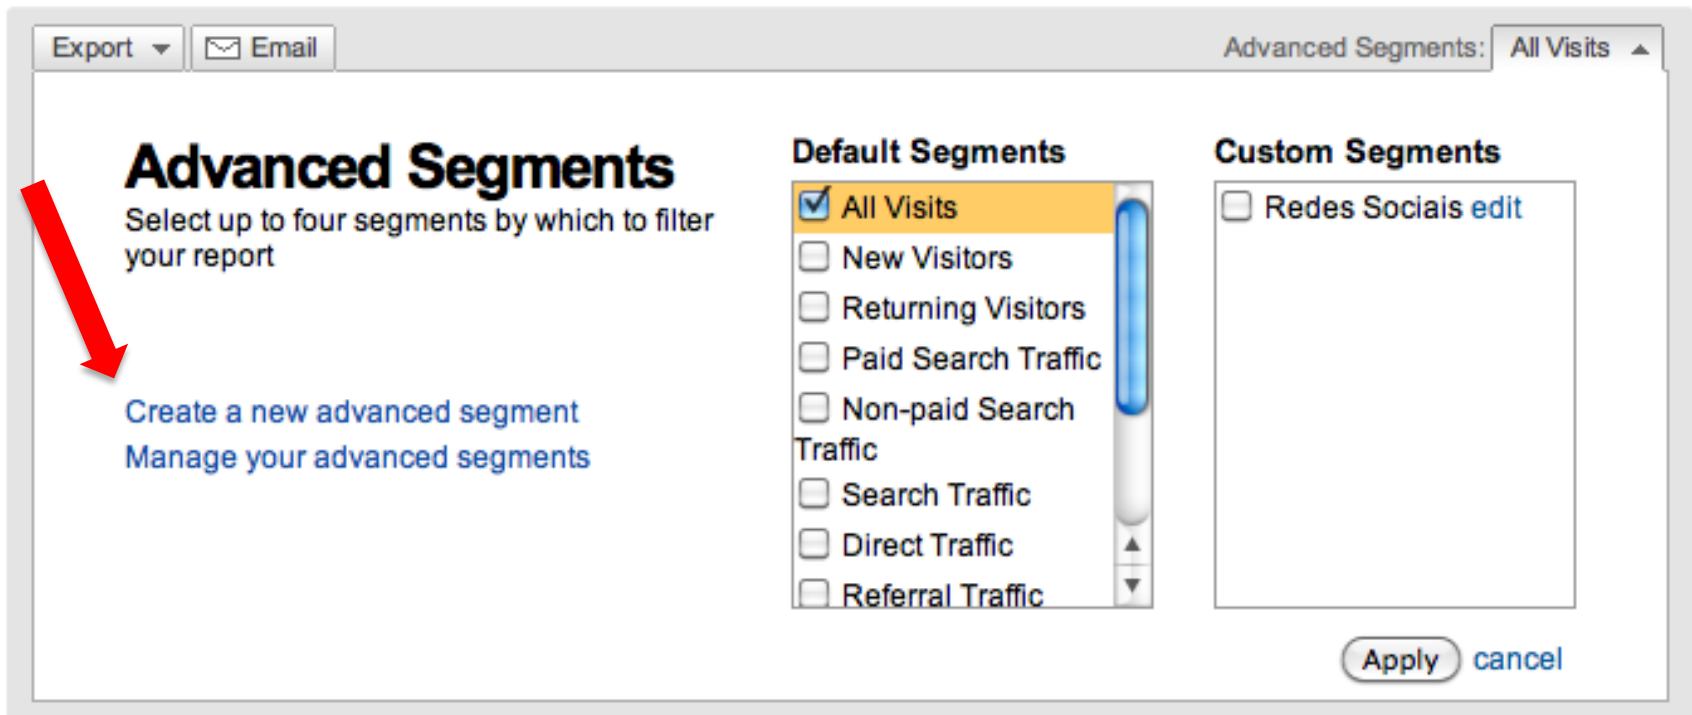 Export Email Advanced Segments: All Visits
Advanced Segments
Select up to four segments by which to filter
your report
Create a new advanced segment
Manage your advanced segments
Default Segments
All Visits
New Visitors
Returning Visitors
Paid Search Traffic
Non-paid Search
Traffic
Search Traffic
Direct Traffic
Referral Traffic
Custom Segments
Redes Sociais edit
Apply cancel